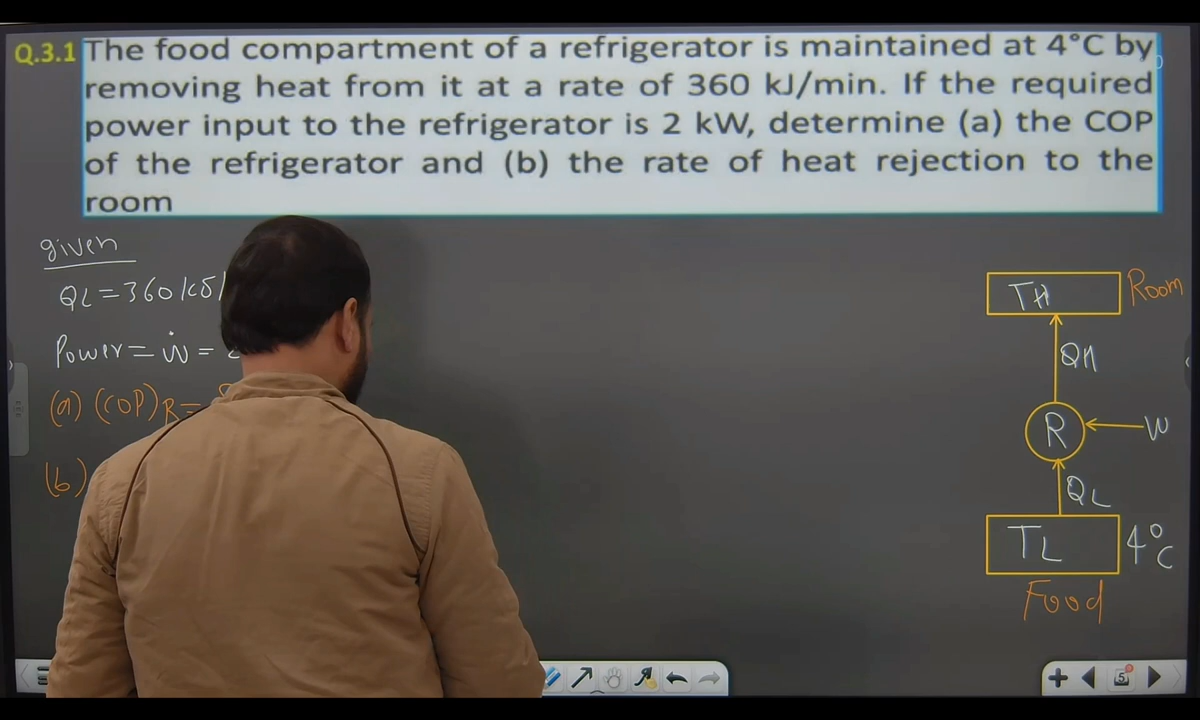 Q.3.1 The food compartment of a refrigerator is maintained at 4°C by
removing heat from it at a rate of 360 kJ/min. If the required
power input to the refrigerator is 2 kW, determine (a) the COP
of the refrigerator and (b) the rate of heat rejection to the
room
given
QL = 360 kJ/
Power = Ẇ =
(a) (COP)R =
(b)
TH Room
QH
R W
QL
TL 4°C
Food
5